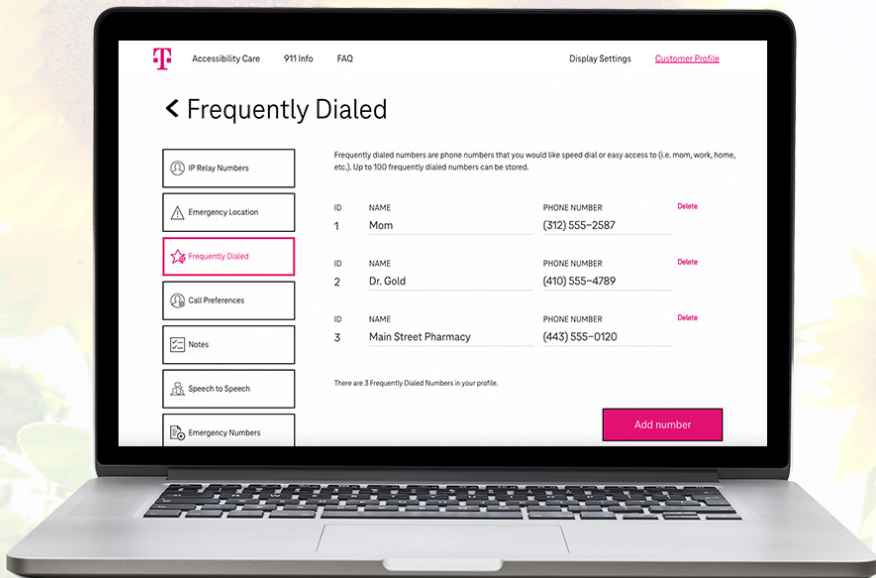 T Accessibility Care 911 Info FAQ Display Settings Customer Profile
< Frequently Dialed
IP Relay Numbers
Emergency Location
Frequently Dialed
Call Preferences
Notes
Speech to Speech
Emergency Numbers
Frequently dialed numbers are phone numbers that you would like speed dial or easy access to (i.e. mom, work, home,
etc.). Up to 100 frequently dialed numbers can be stored.
ID NAME PHONE NUMBER Delete
1 Mom (312) 555-2587
ID NAME PHONE NUMBER Delete
2 Dr. Gold (410) 555-4789
ID NAME PHONE NUMBER Delete
3 Main Street Pharmacy (443) 555-0120
There are 3 Frequently Dialed Numbers in your profile.
Add number